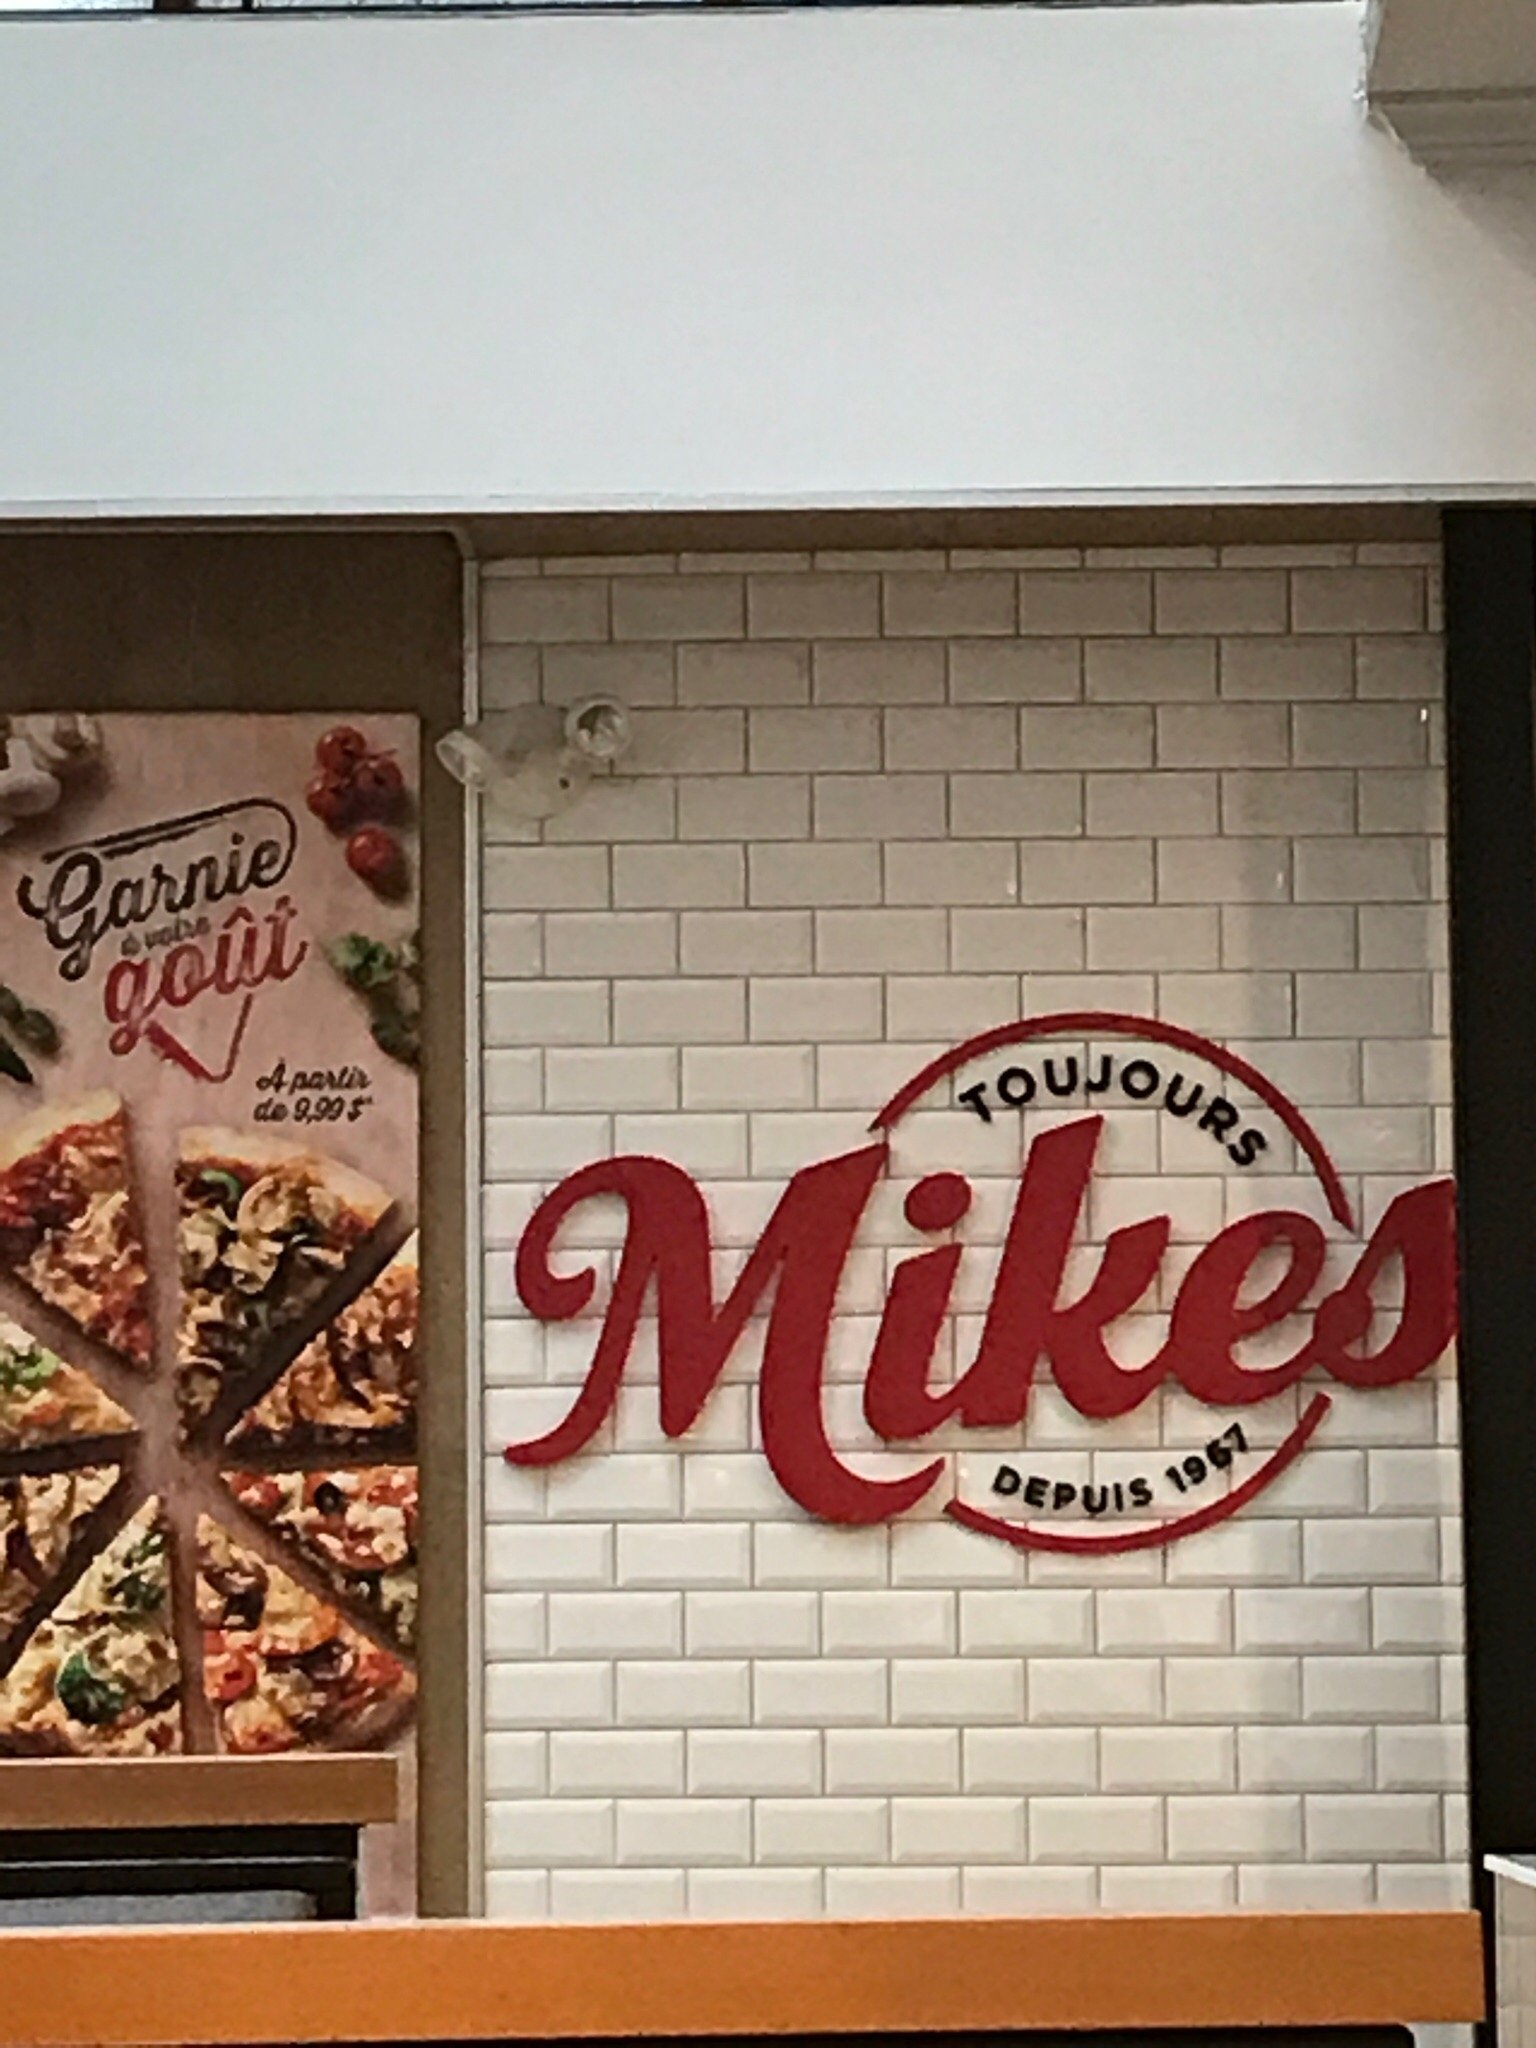 Garnie
à votre
goût
À partir
de 9,99 $*
TOUJOURS
Mikes
DEPUIS 1967